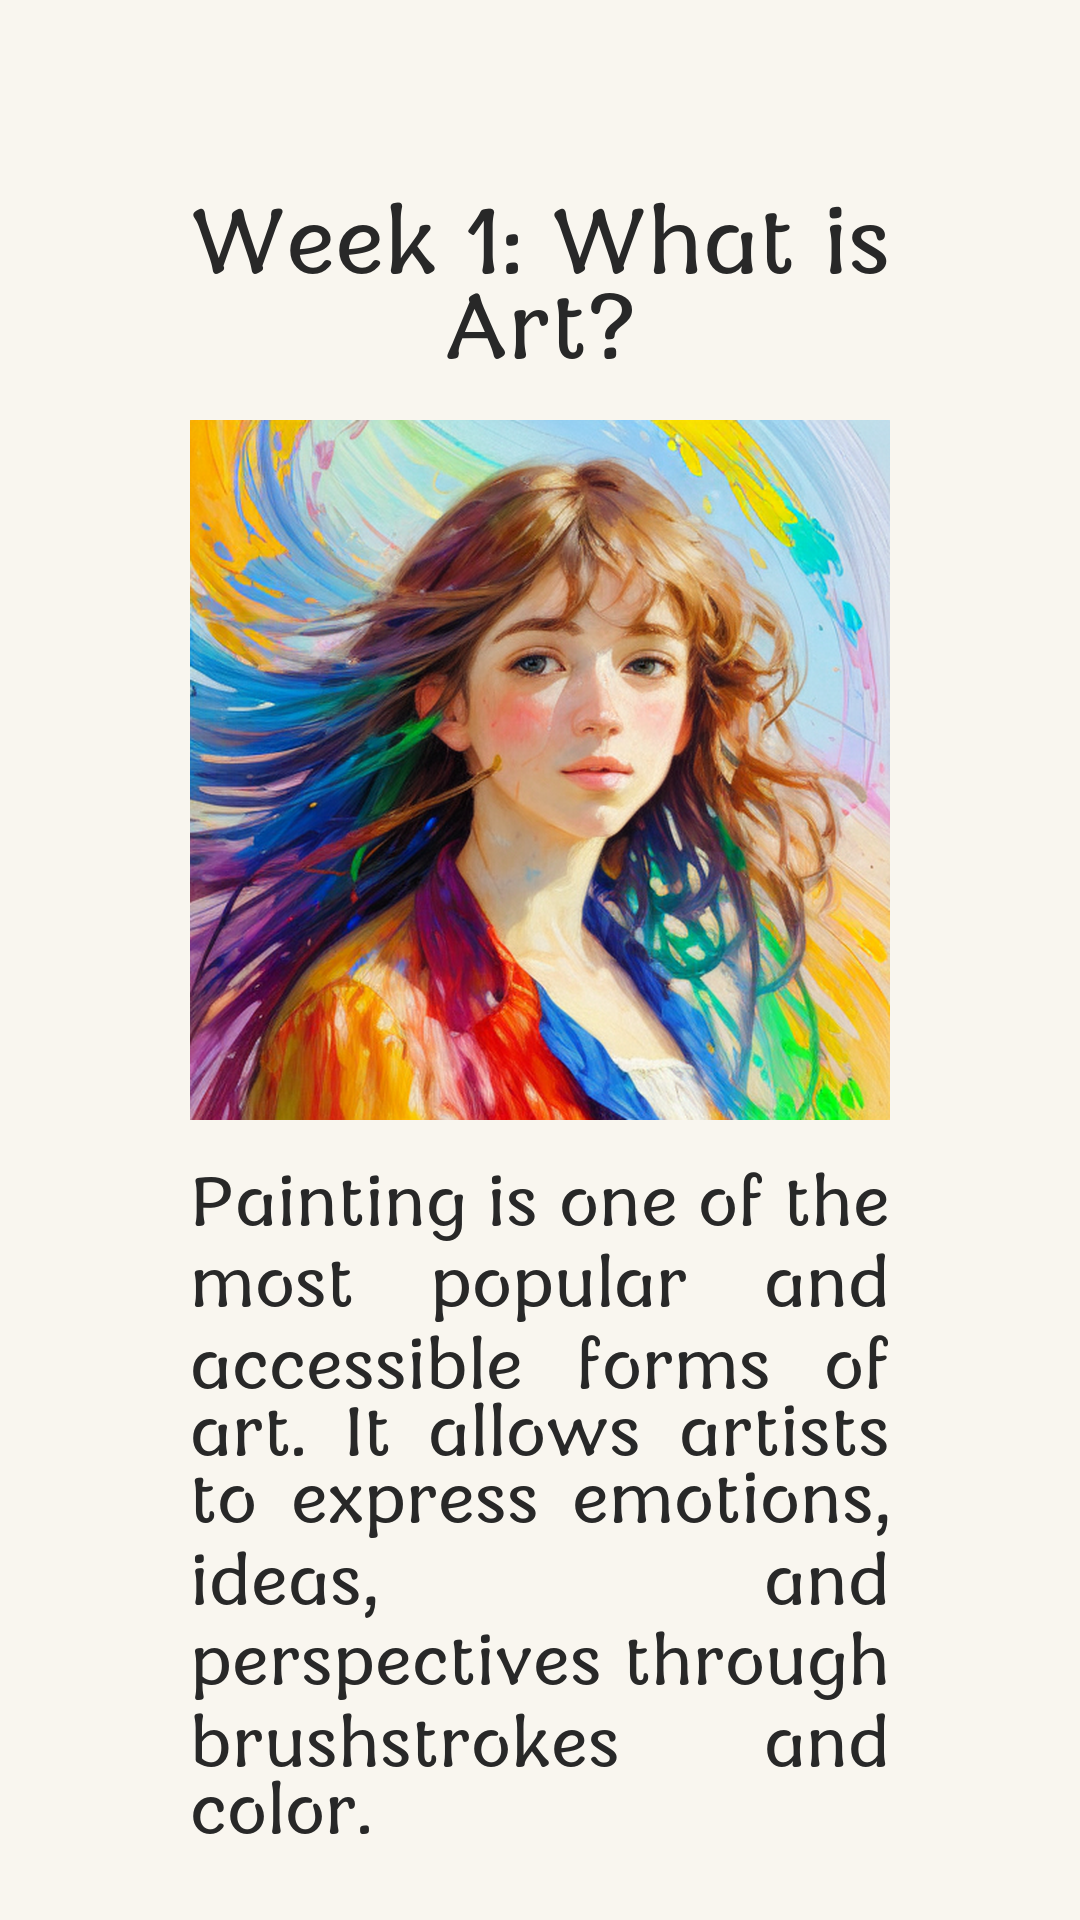 Week 1: What is
Art?
Painting is one of the
most popular and
accessible forms of
art. It allows artists
to express emotions,
ideas, and
perspectives through
brushstrokes and
color.